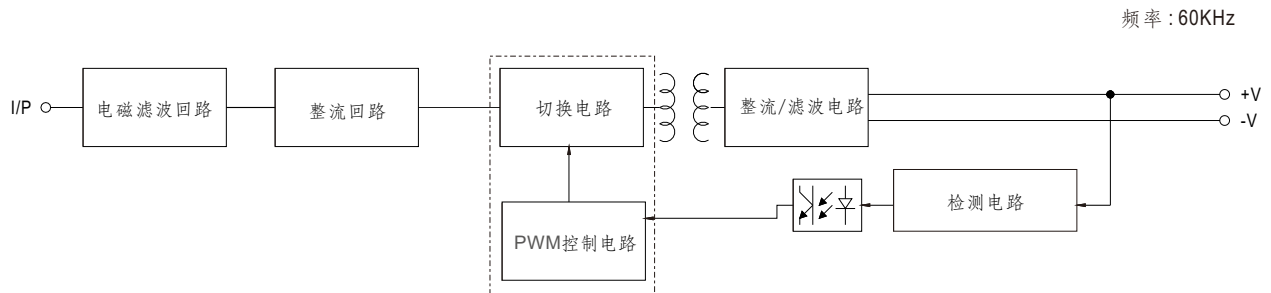 频率 : 60KHz
I/P
电磁滤波回路
整流回路
切换电路
整流/滤波电路
+V
-V
检测电路
PWM控制电路